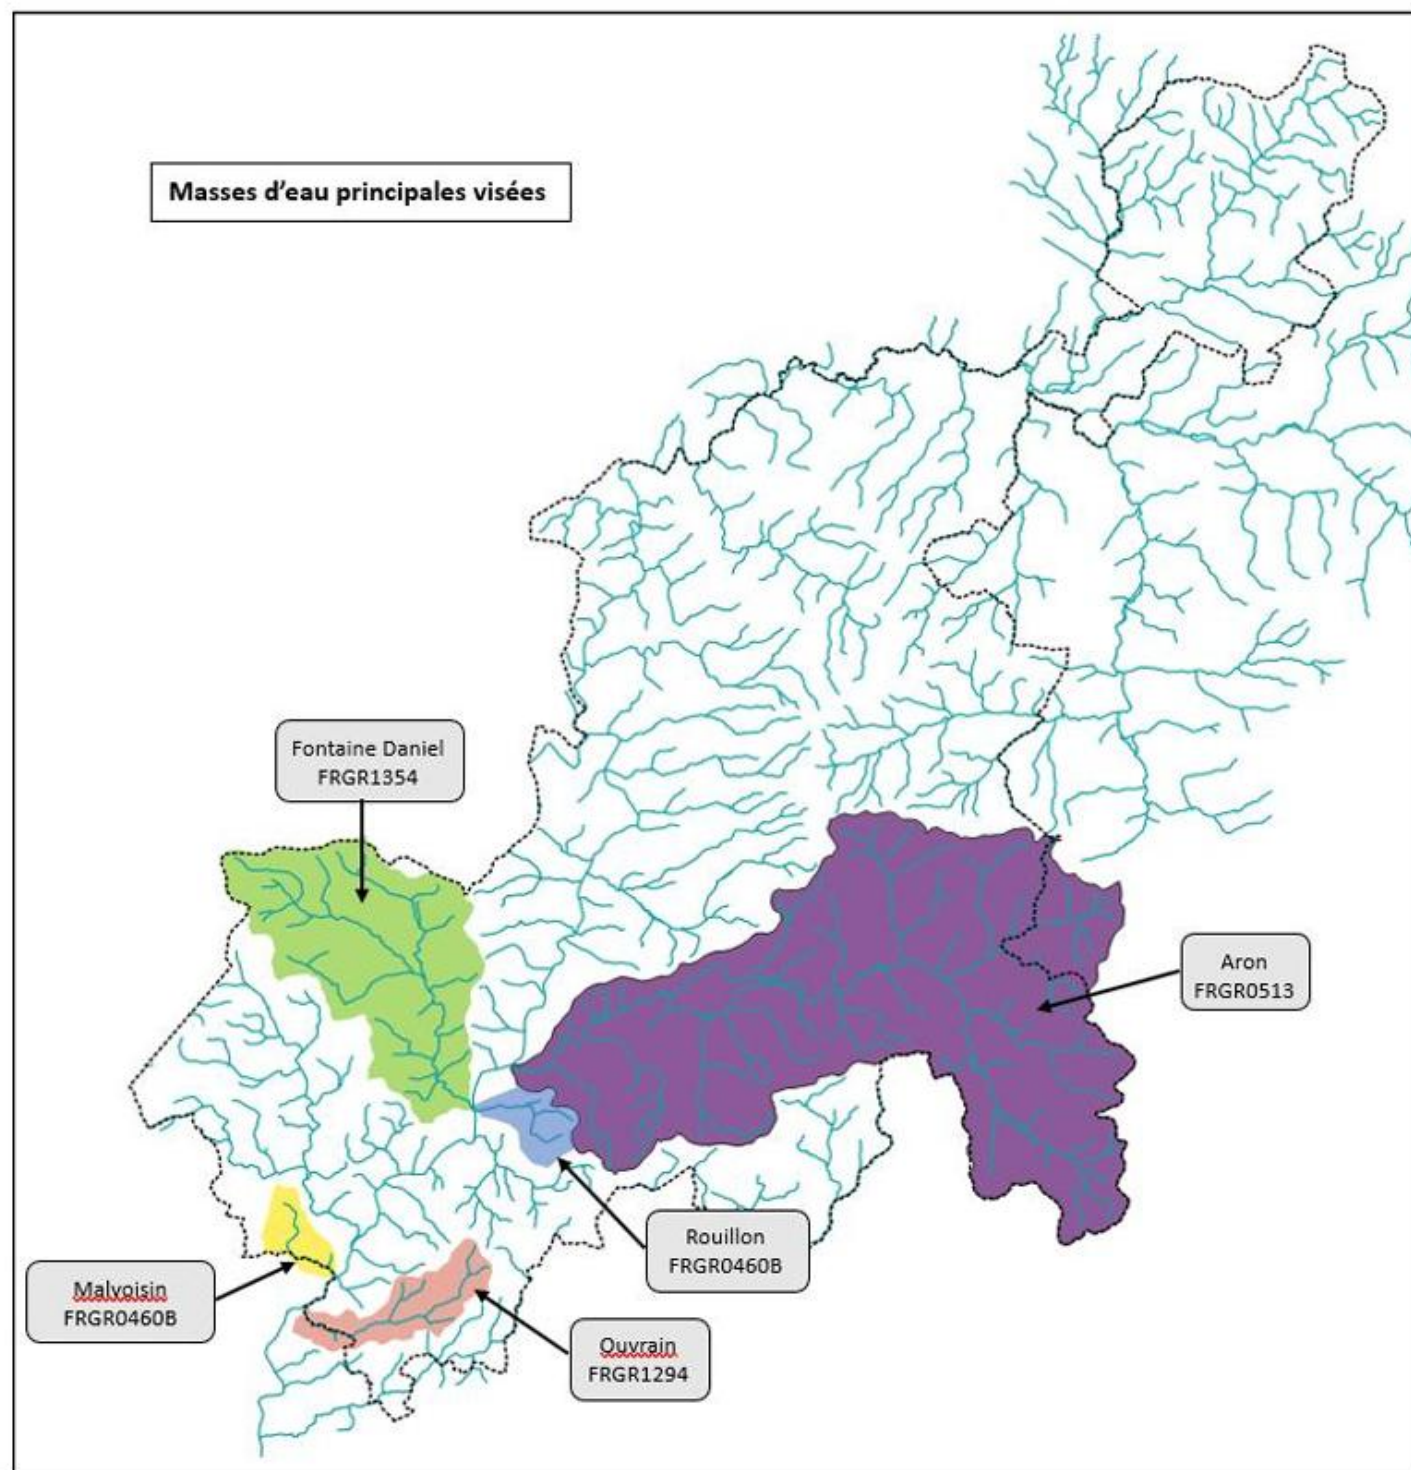 Masses d'eau principales visées
Fontaine Daniel
FRGR1354
Aron
FRGR0513
Rouillon
FRGR0460B
Malvoisin
FRGR0460B
Ouvrain
FRGR1294